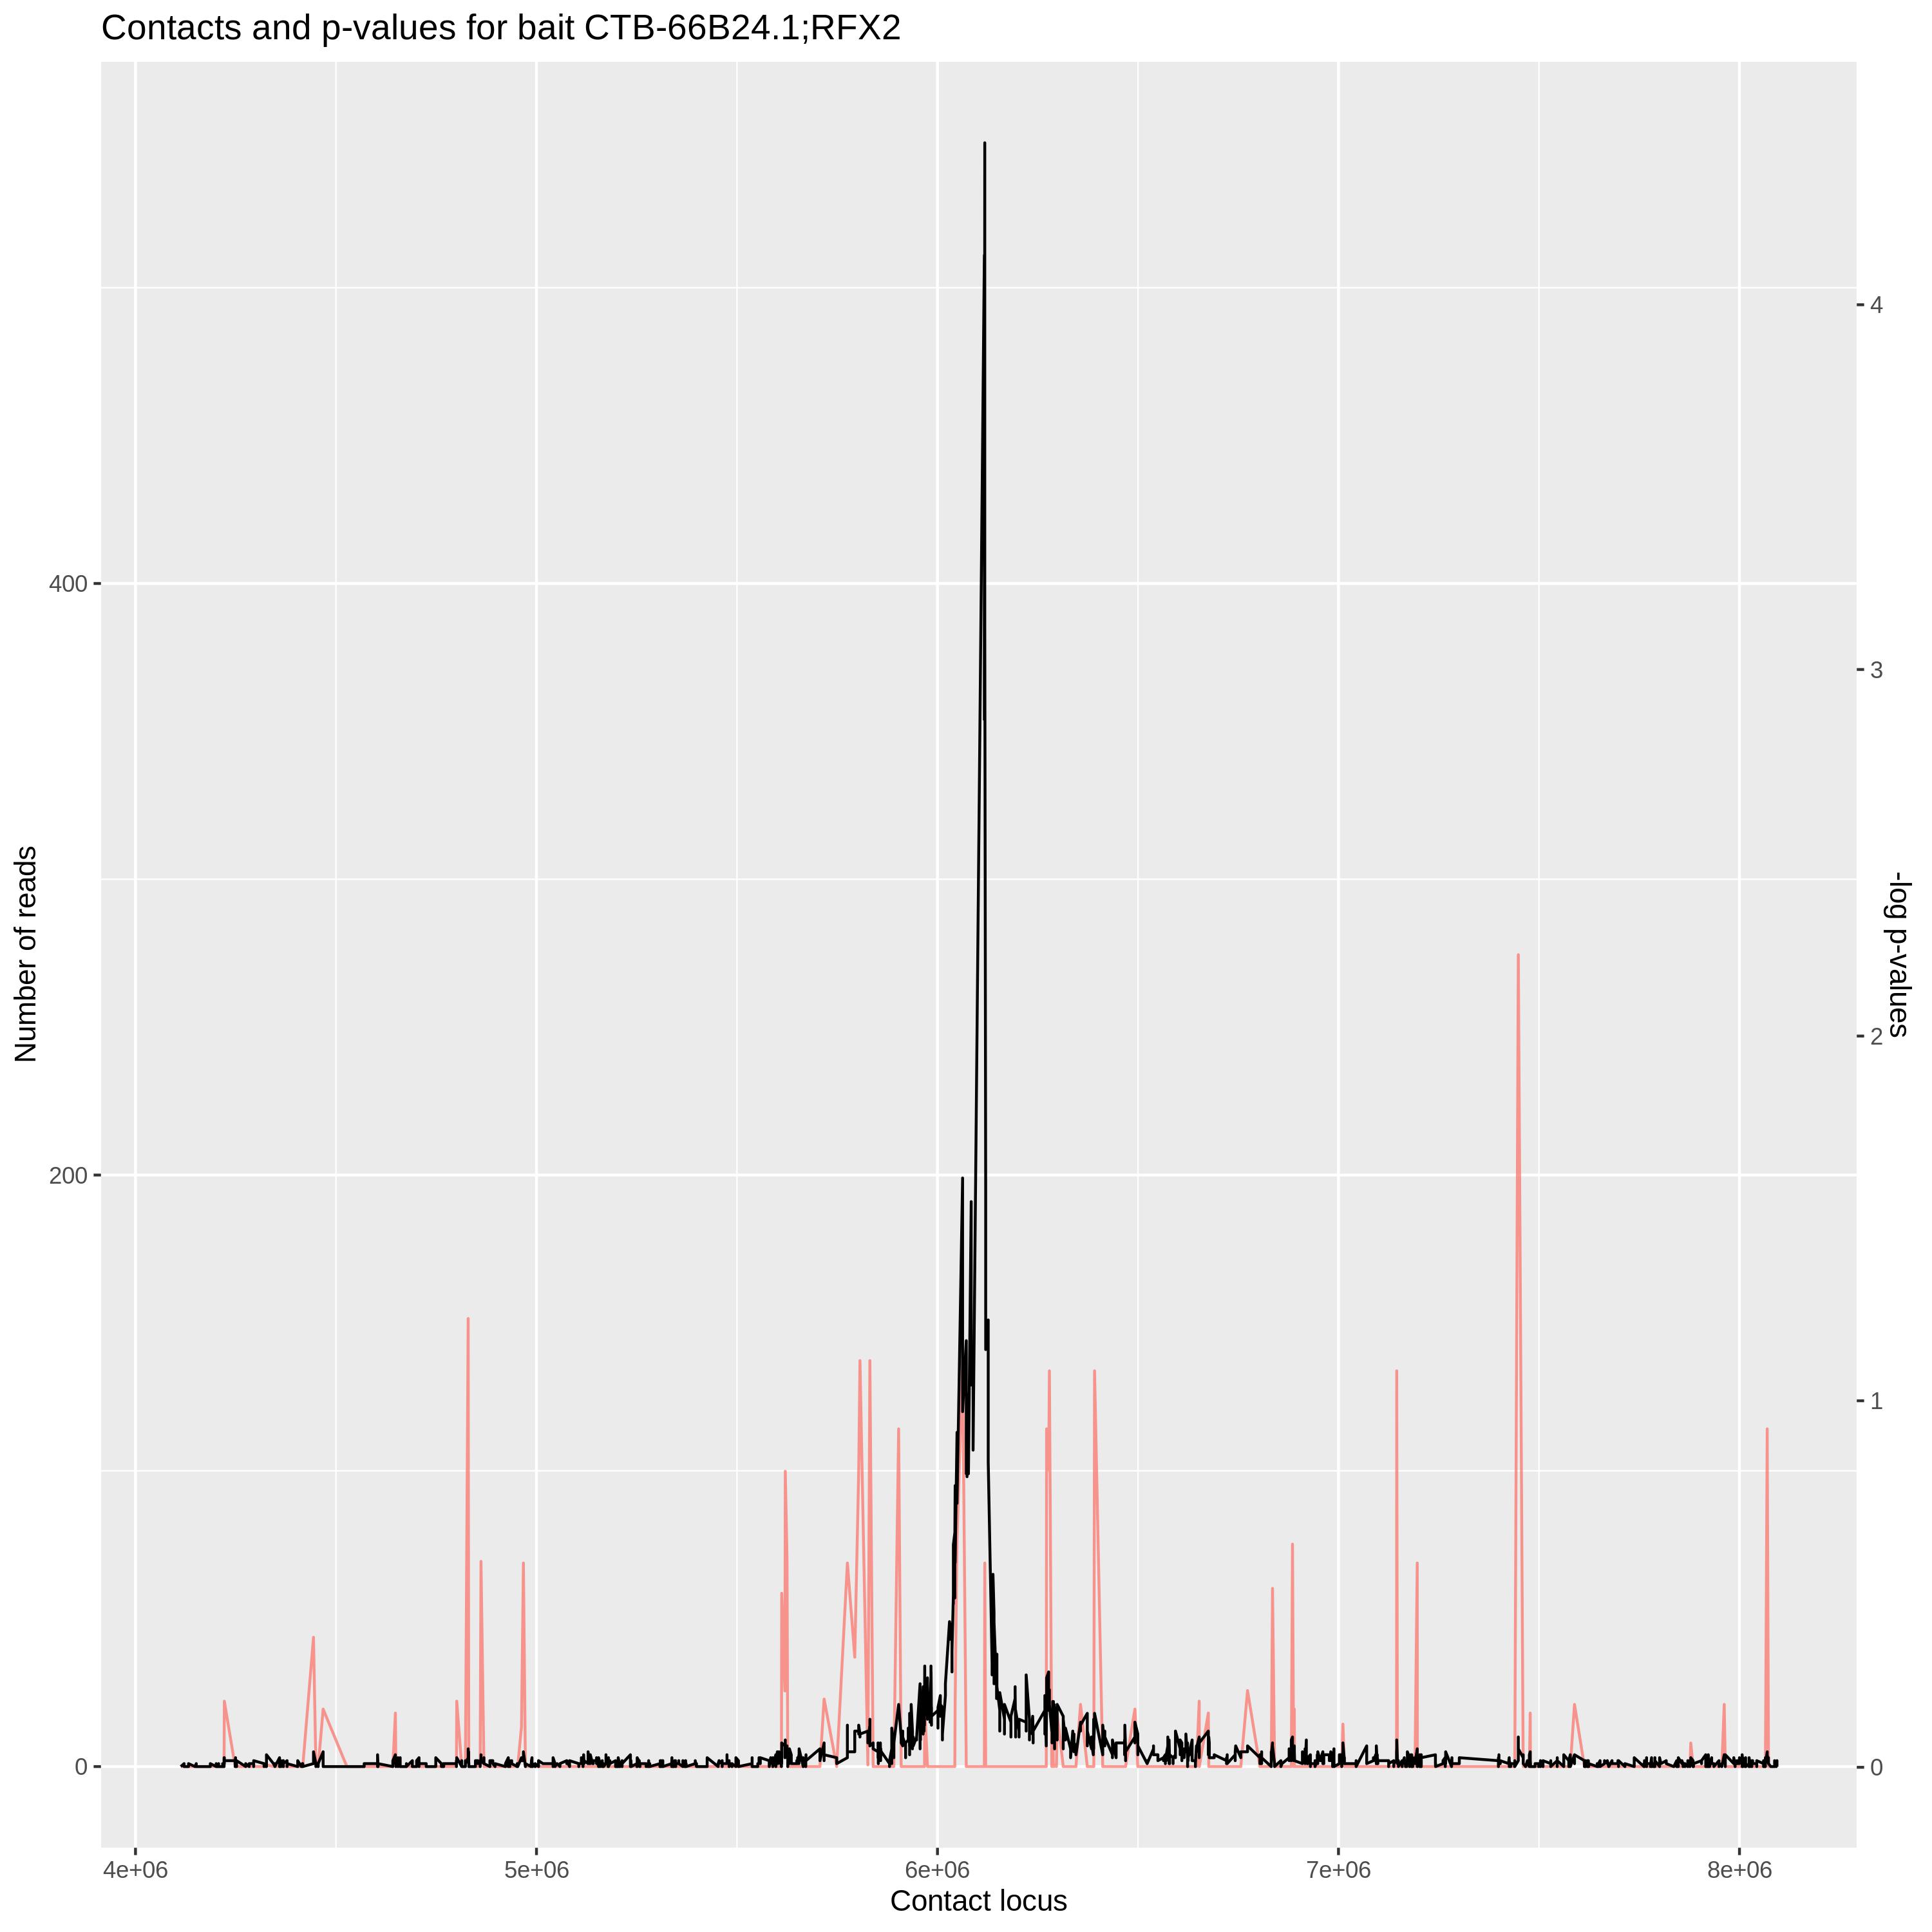 Contacts and p-values for bait CTB-66B24.1;RFX2
Number of reads
400
200
0
4
3
2
1
0
-log p-values
4e+06 5e+06 6e+06 7e+06 8e+06
Contact locus